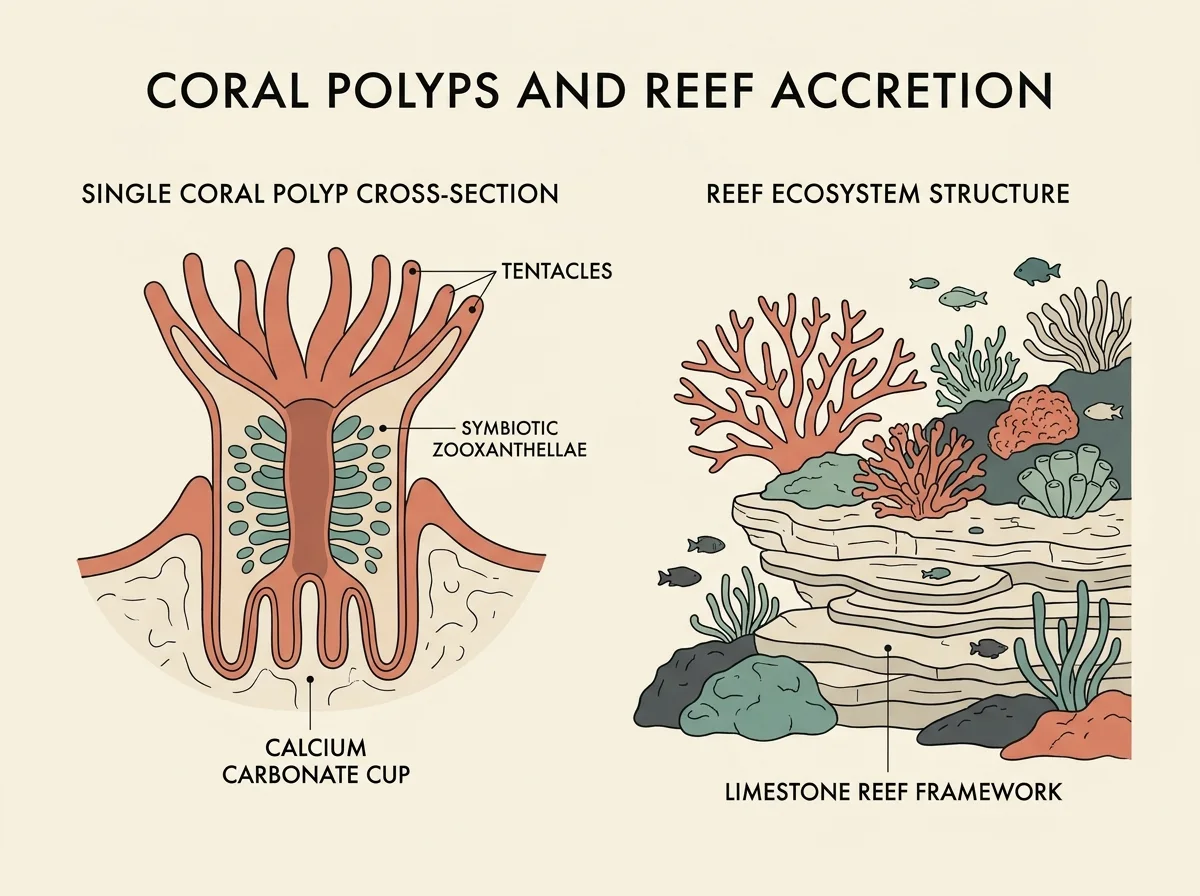 CORAL POLYPS AND REEF ACCRETION
SINGLE CORAL POLYP CROSS-SECTION
TENTACLES
SYMBIOTIC
ZOOXANTHELLAE
CALCIUM
CARBONATE CUP
REEF ECOSYSTEM STRUCTURE
LIMESTONE REEF FRAMEWORK